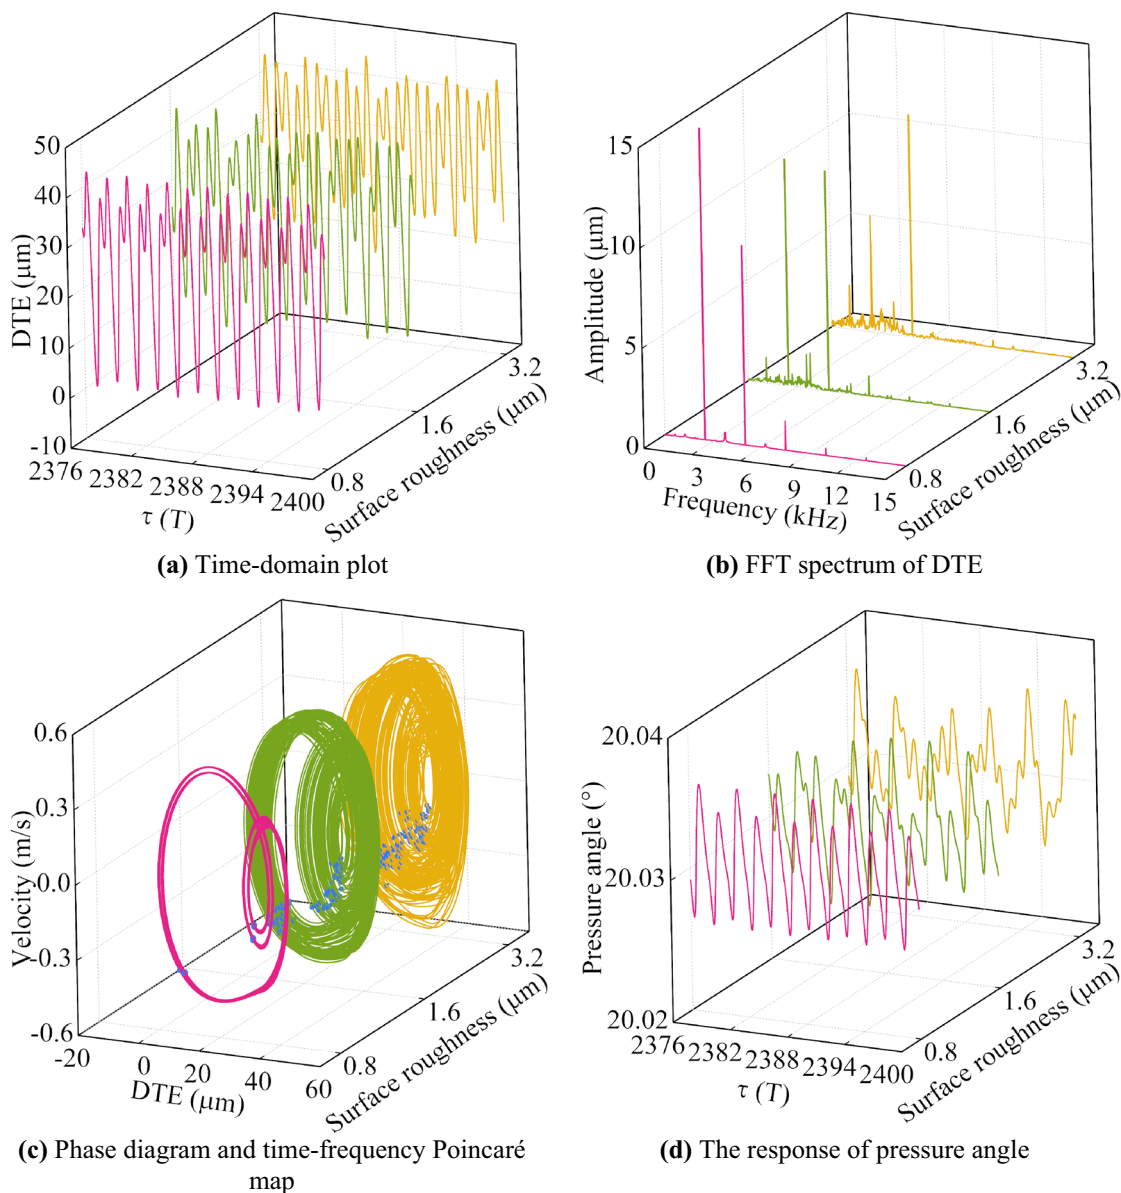 50
40
30
20
10
0
-10
DTE (μm)
2376 2382 2388 2394 2400
τ (T)
0.8
1.6
3.2
Surface roughness (μm)
(a) Time-domain plot
15
10
5
0
Amplitude (μm)
0 3 6 9 12 15
Frequency (kHz)
0.8
1.6
3.2
Surface roughness (μm)
(b) FFT spectrum of DTE
0.6
0.3
-0.0
-0.3
-0.6
Velocity (m/s)
-20 0 20 40 60
DTE (μm)
0.8
1.6
3.2
Surface roughness (μm)
(c) Phase diagram and time-frequency Poincaré
map
20.04
20.03
20.02
Pressure angle (°)
2376 2382 2388 2394 2400
τ (T)
0.8
1.6
3.2
Surface roughness (μm)
(d) The response of pressure angle